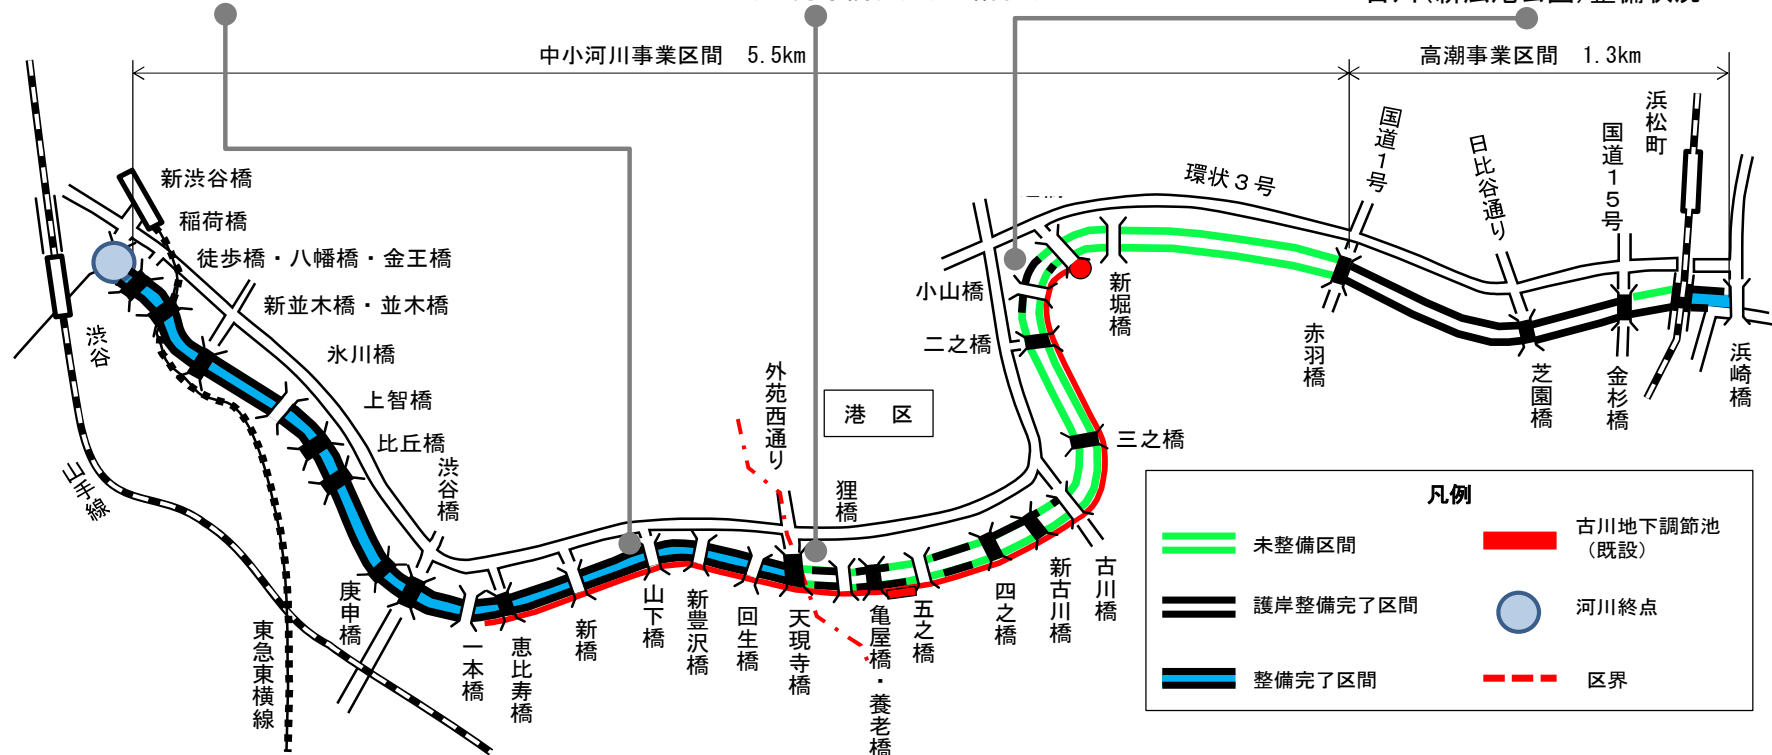 中小河川事業区間　5.5km
高潮事業区間　1.3km
浜松町
国道1号
国道15号
日比谷通り
環状3号
新渋谷橋
稲荷橋
徒歩橋・八幡橋・金王橋
新並木橋・並木橋
氷川橋
上智橋
比丘橋
渋谷
渋谷橋
山手線
東急東横線
庚申橋
一本橋
恵比寿橋
新橋
山下橋
新豊沢橋
回生橋
天現寺橋
外苑西通り
港　区
狸橋
亀屋橋・養老橋
五之橋
四之橋
新古川橋
古川橋
三之橋
二之橋
小山橋
新堀橋
赤羽橋
芝園橋
金杉橋
浜崎橋
凡例
未整備区間
護岸整備完了区間
整備完了区間
古川地下調節池
（既設）
河川終点
区界